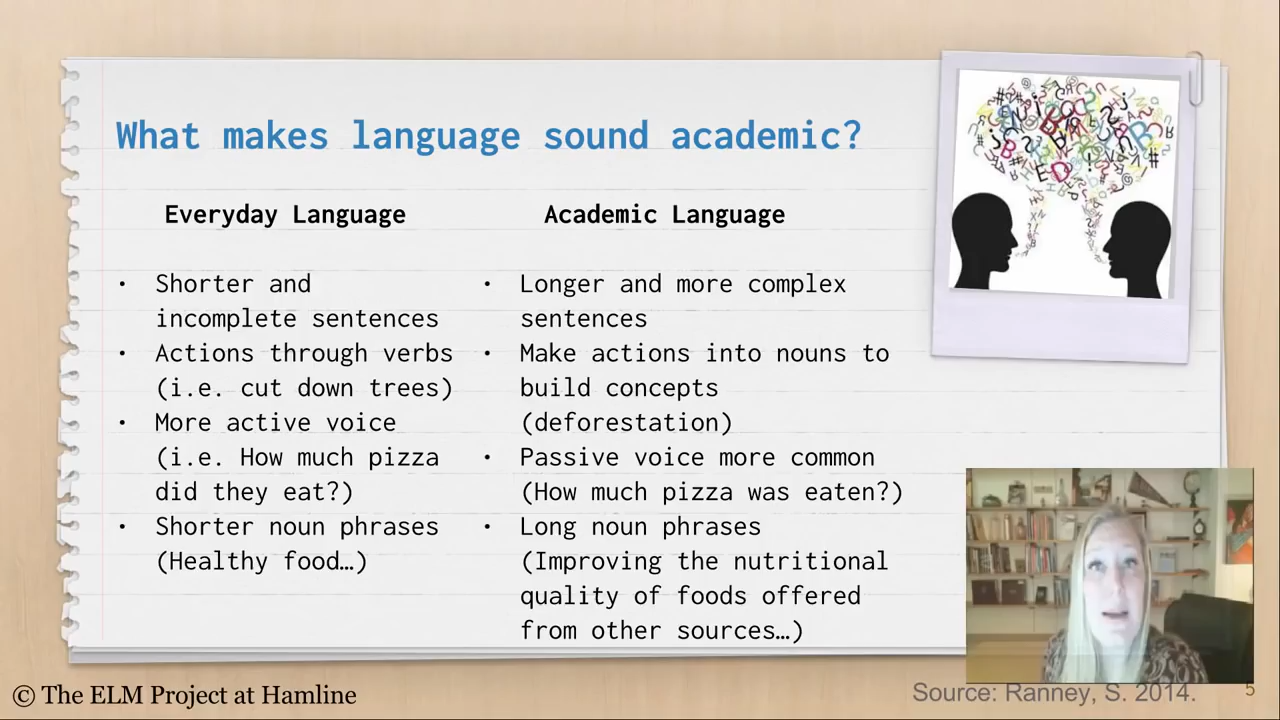 What makes language sound academic?
Everyday Language
• Shorter and
incomplete sentences
• Actions through verbs
(i.e. cut down trees)
• More active voice
(i.e. How much pizza
did they eat?)
• Shorter noun phrases
(Healthy food…)
Academic Language
• Longer and more complex
sentences
• Make actions into nouns to
build concepts
(deforestation)
• Passive voice more common
(How much pizza was eaten?)
• Long noun phrases
(Improving the nutritional
quality of foods offered
from other sources…)
© The ELM Project at Hamline
Source: Ranney, S. 2014.
5